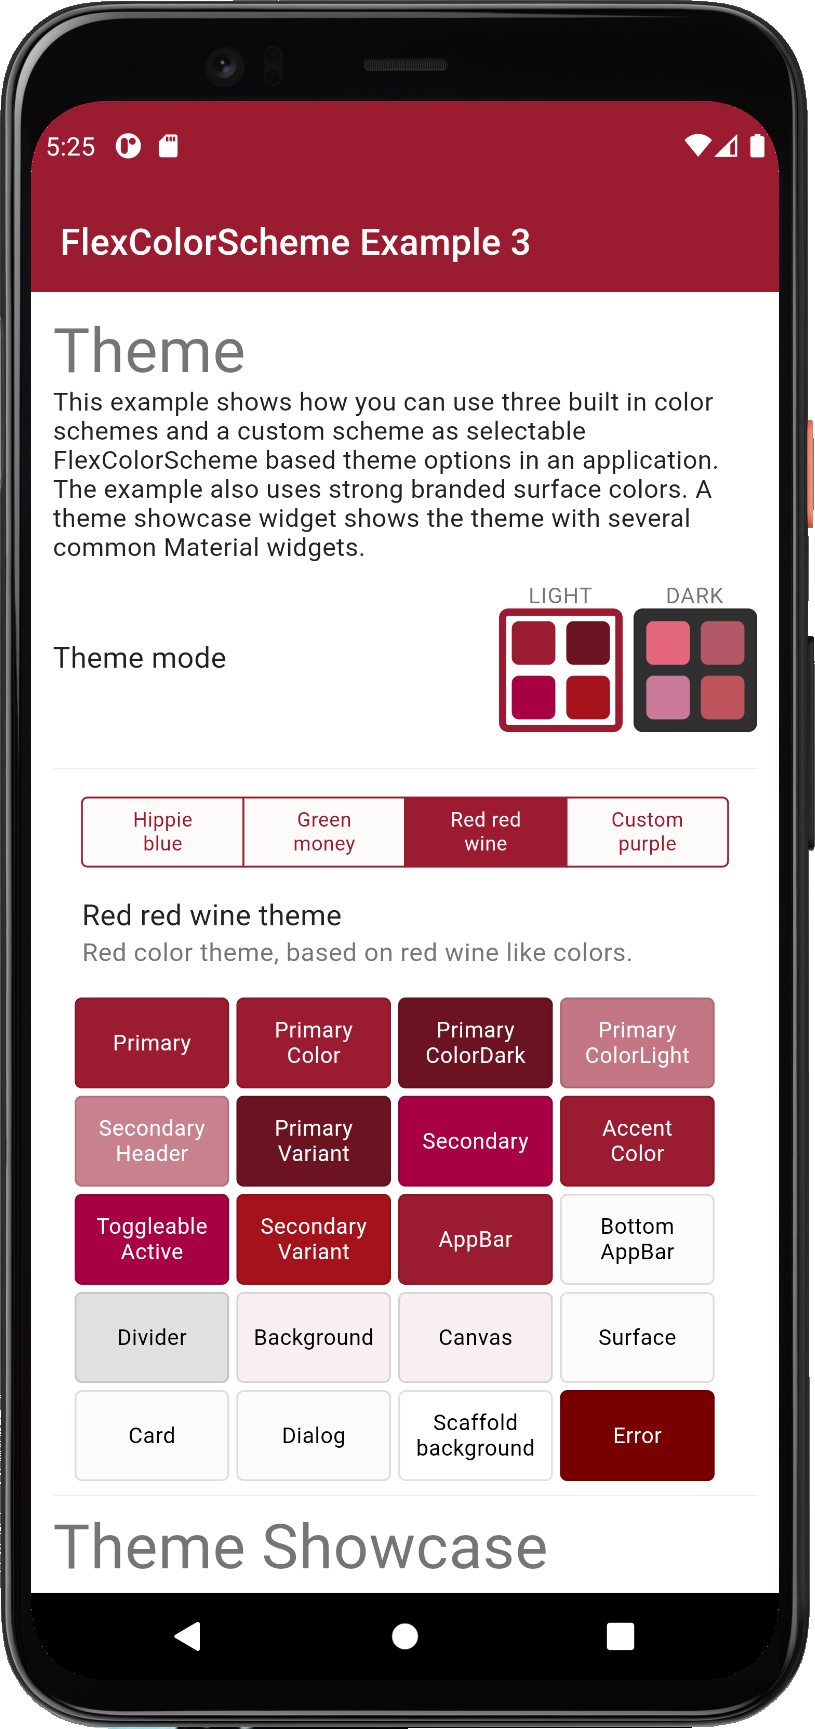 5:25
FlexColorScheme Example 3
Theme
This example shows how you can use three built in color
schemes and a custom scheme as selectable
FlexColorScheme based theme options in an application.
The example also uses strong branded surface colors. A
theme showcase widget shows the theme with several
common Material widgets.
LIGHT DARK
Theme mode
Hippie
blue
Green
money
Red red
wine
Custom
purple
Red red wine theme
Red color theme, based on red wine like colors.
Primary
Primary
Color
Primary
ColorDark
Primary
ColorLight
Secondary
Header
Primary
Variant
Secondary
Accent
Color
Toggleable
Active
Secondary
Variant
AppBar
Bottom
AppBar
Divider
Background
Canvas
Surface
Card
Dialog
Scaffold
background
Error
Theme Showcase